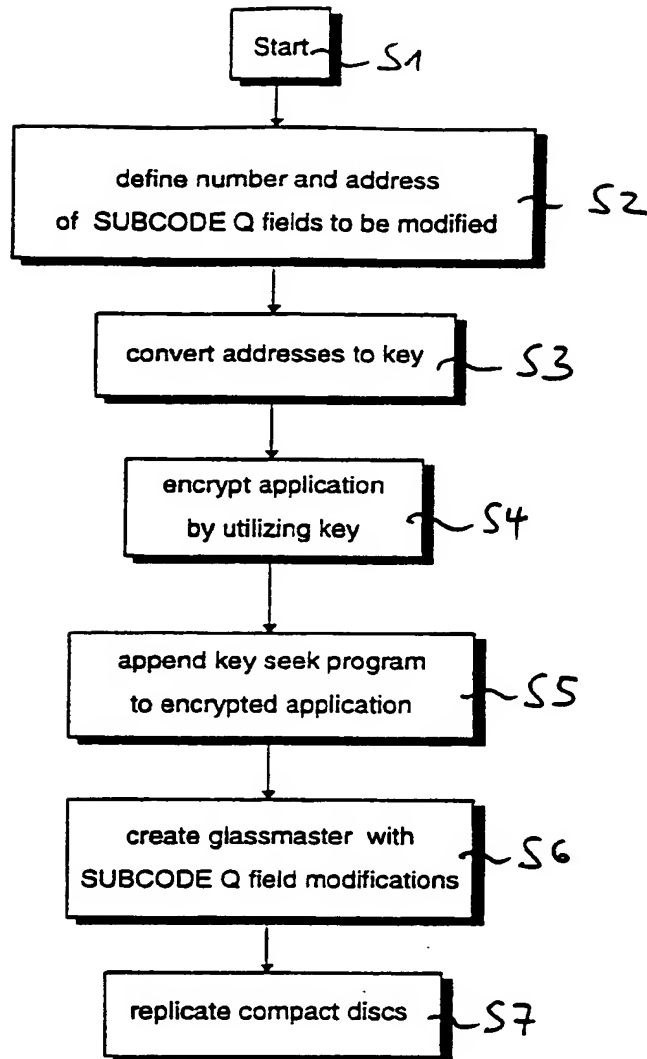 Start S1
define number and address
of SUBCODE Q fields to be modified S2
convert addresses to key S3
encrypt application
by utilizing key S4
append key seek program
to encrypted application S5
create glassmaster with
SUBCODE Q field modifications S6
replicate compact discs S7